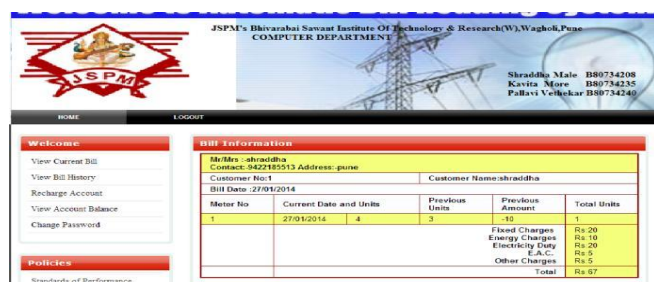 JSPM's Bhivarabai Sawant Institute Of Technology & Research(W),Wagholi,Pune
COMPUTER DEPARTMENT
JSPM
Shraddha Male B80734208
Kavita More B80734235
Pallavi Vethekar B80734240
HOME LOGOUT
Welcome
View Current Bill
View Bill History
Recharge Account
View Account Balance
Change Password
Policies
Standards of Performance
Bill Information
Mr/Mrs :-shraddha
Contact:-9422185513 Address:-pune
Customer No:1 Customer Name:shraddha
Bill Date :27/01/2014
Meter No Current Date and Units Previous Units Previous Amount Total Units
1 27/01/2014 4 3 -10 1
Fixed Charges Rs:20
Energy Charges Rs:10
Electricity Duty Rs:20
E.A.C. Rs:5
Other Charges Rs:5
Total Rs:67